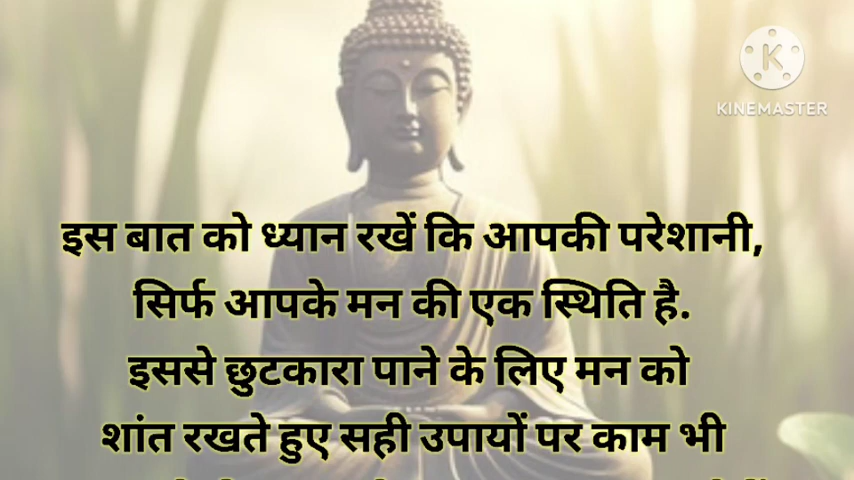 KINEMASTER
इस बात को ध्यान रखें कि आपकी परेशानी,
सिर्फ आपके मन की एक स्थिति है.
इससे छुटकारा पाने के लिए मन को
शांत रखते हुए सही उपायों पर काम भी